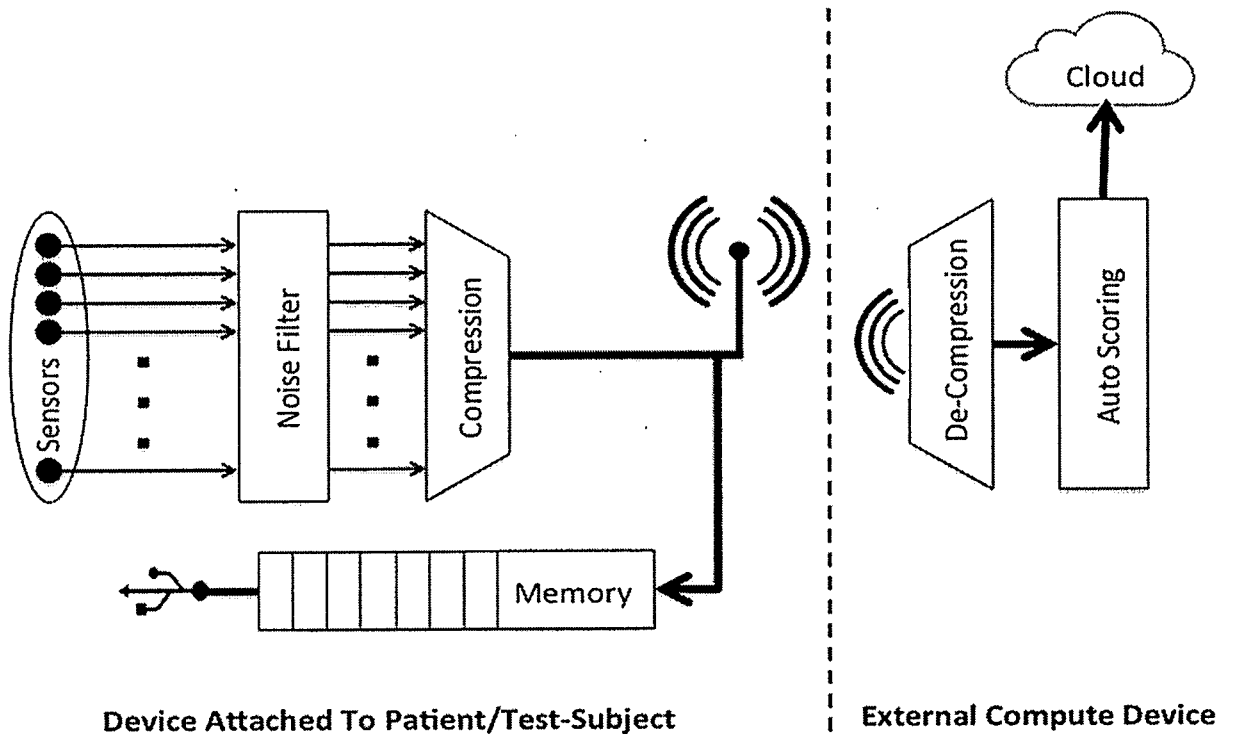 Cloud
Sensors
Noise Filter
Compression
De-Compression
Auto Scoring
Memory
Device Attached To Patient/Test-Subject
External Compute Device